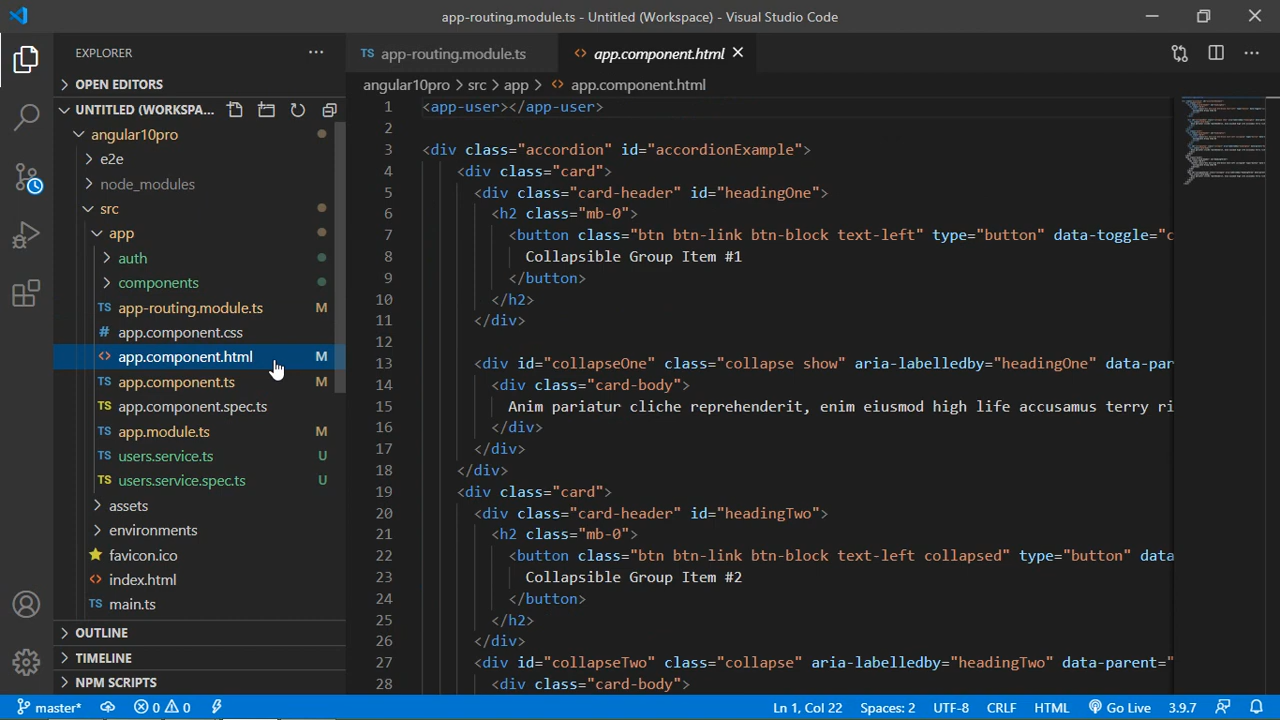 app-routing.module.ts - Untitled (Workspace) - Visual Studio Code
EXPLORER
OPEN EDITORS
UNTITLED (WORKSPA...
angular10pro
e2e
node_modules
src
app
auth
components
TS app-routing.module.ts M
# app.component.css
<> app.component.html M
TS app.component.ts M
TS app.component.spec.ts
TS app.module.ts M
TS users.service.ts U
TS users.service.spec.ts U
assets
environments
favicon.ico
<> index.html
TS main.ts
OUTLINE
TIMELINE
NPM SCRIPTS
TS app-routing.module.ts
<> app.component.html
angular10pro > src > app > <> app.component.html
1 <app-user></app-user>
2
3 <div class="accordion" id="accordionExample">
4 <div class="card">
5 <div class="card-header" id="headingOne">
6 <h2 class="mb-0">
7 <button class="btn btn-link btn-block text-left" type="button" data-toggle="c
8 Collapsible Group Item #1
9 </button>
10 </h2>
11 </div>
12
13 <div id="collapseOne" class="collapse show" aria-labelledby="headingOne" data-par
14 <div class="card-body">
15 Anim pariatur cliche reprehenderit, enim eiusmod high life accusamus terry ri
16 </div>
17 </div>
18 </div>
19 <div class="card">
20 <div class="card-header" id="headingTwo">
21 <h2 class="mb-0">
22 <button class="btn btn-link btn-block text-left collapsed" type="button" data
23 Collapsible Group Item #2
24 </button>
25 </h2>
26 </div>
27 <div id="collapseTwo" class="collapse" aria-labelledby="headingTwo" data-parent="
28 <div class="card-body">
master* 0 0 Ln 1, Col 22 Spaces: 2 UTF-8 CRLF HTML Go Live 3.9.7